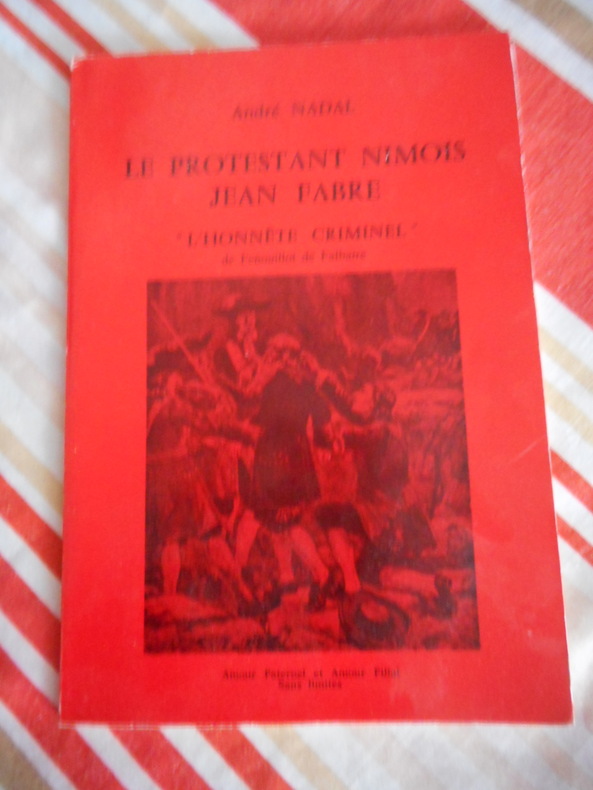 André NADAL
LE PROTESTANT NIMOIS
JEAN FABRE
"L'HONNÊTE CRIMINEL"
de Fenouillot de Falbaire
Amour Paternel et Amour Filial
Sans limites